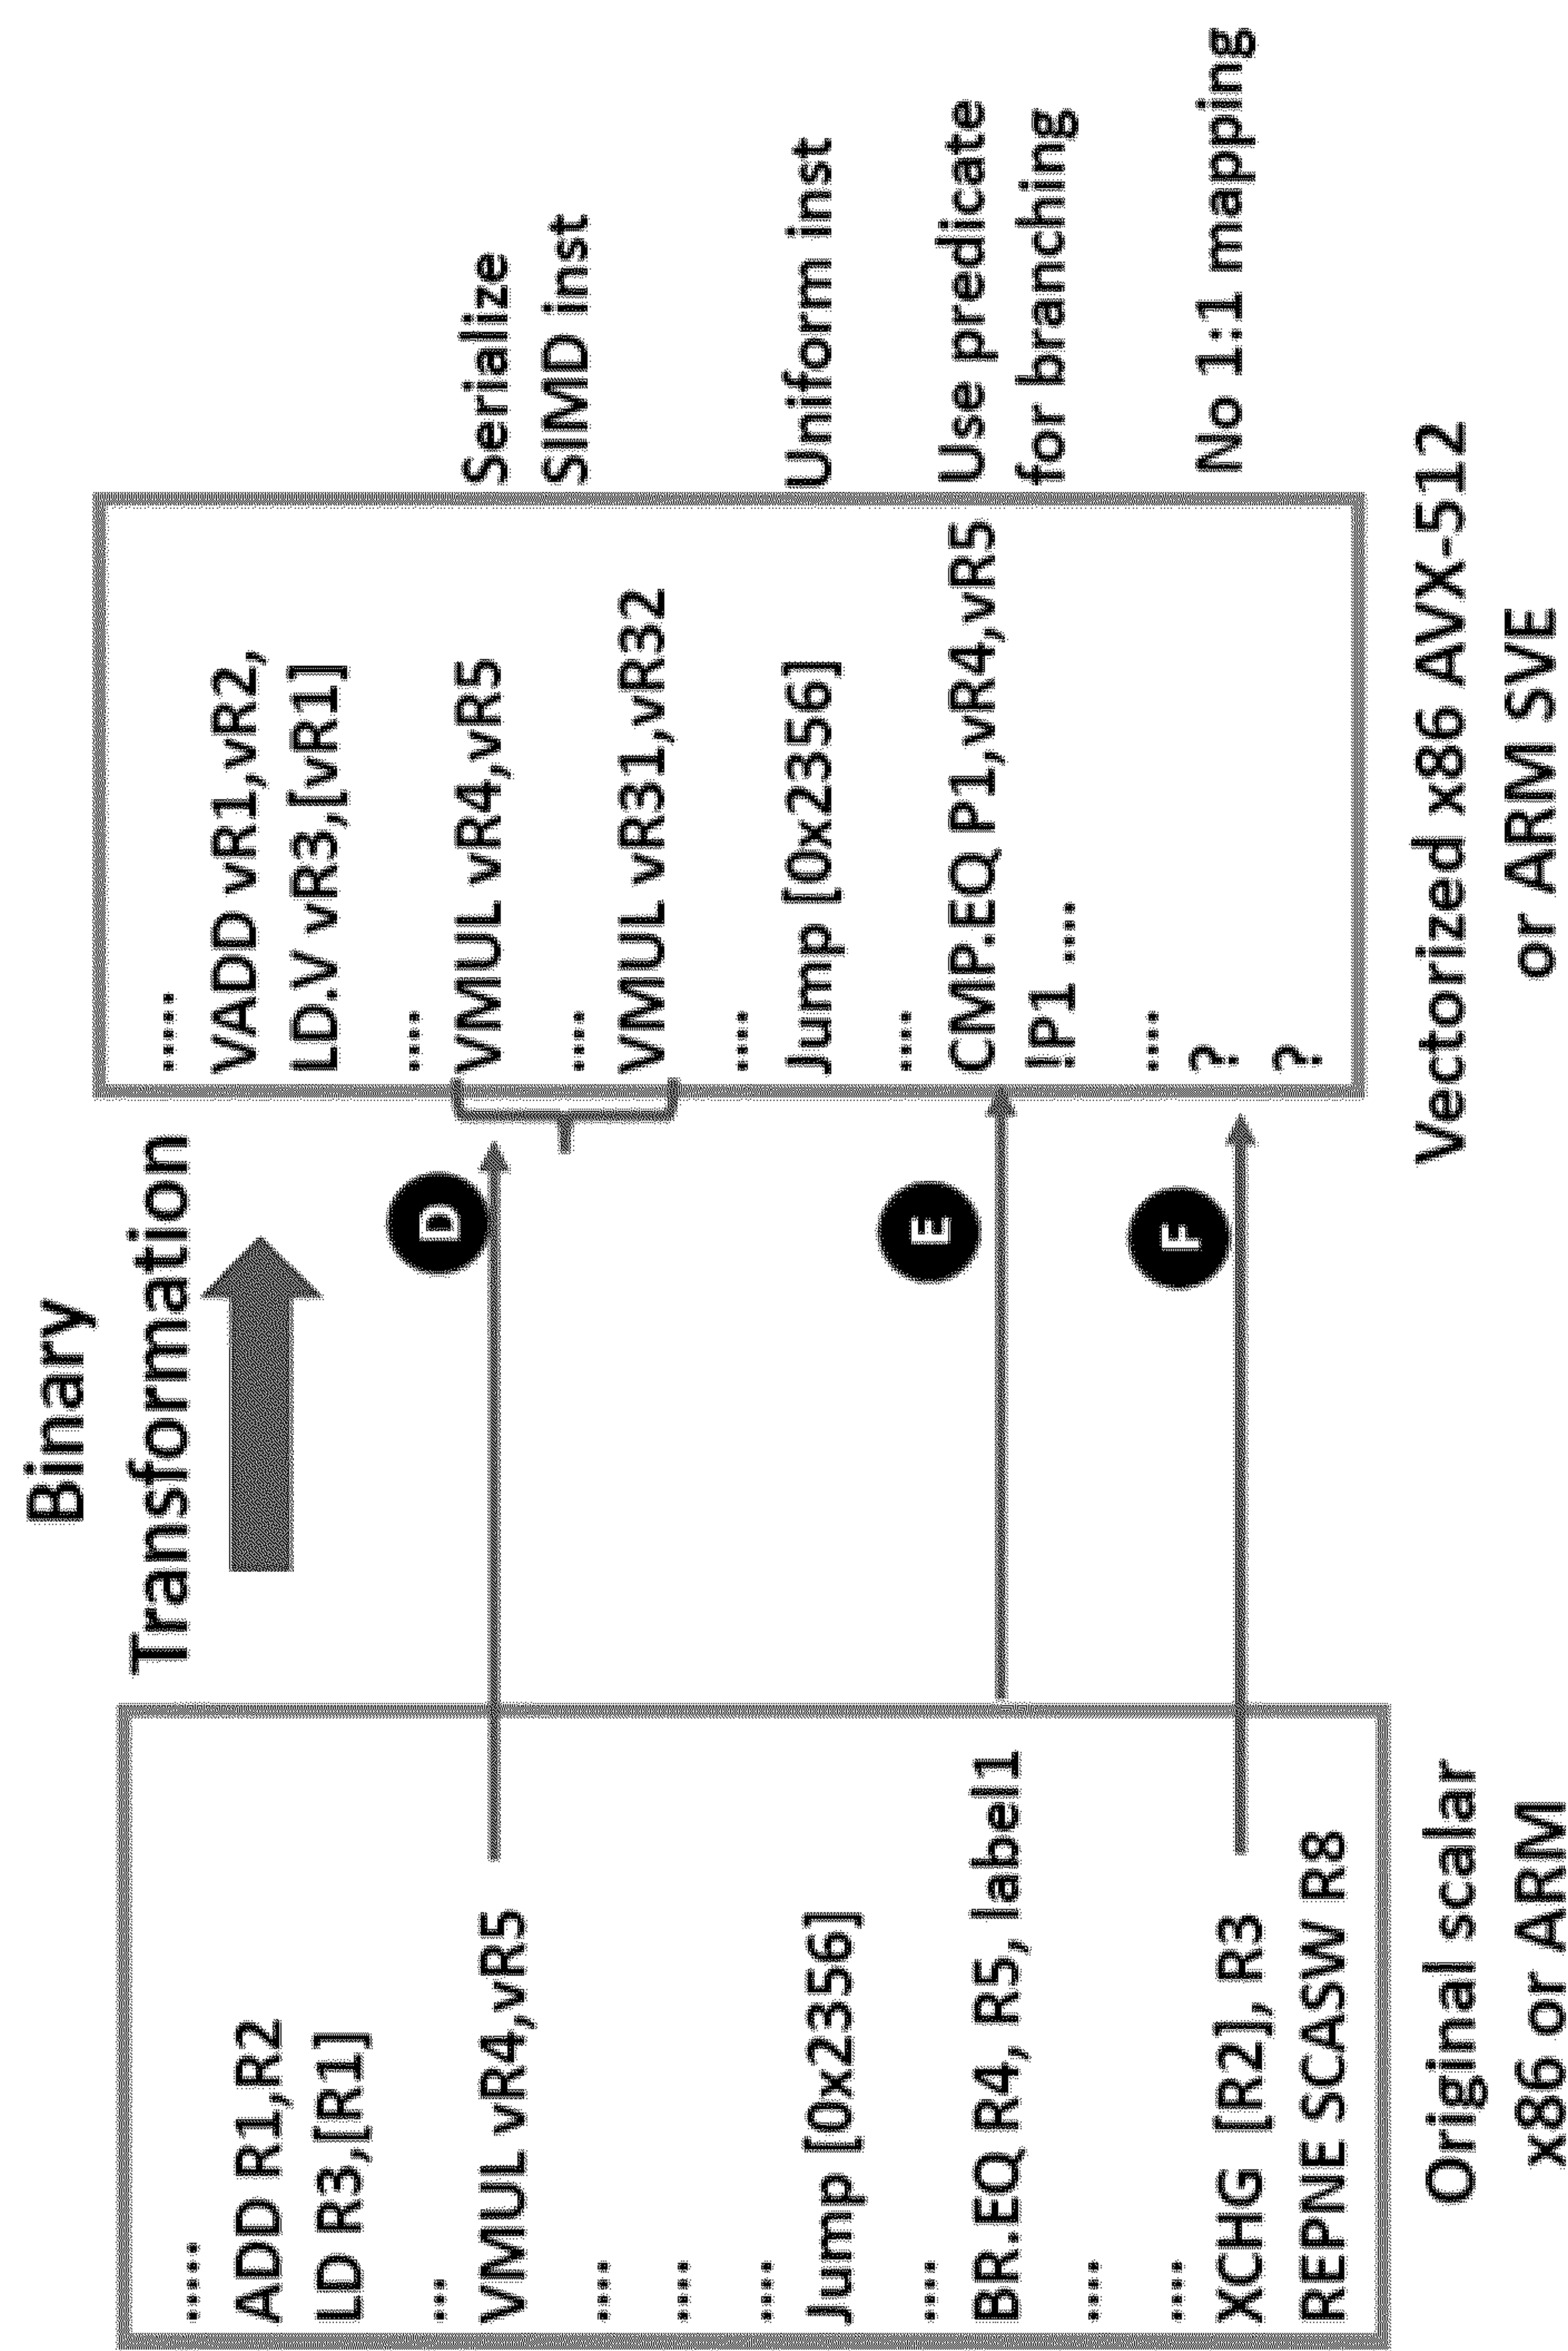 Binary
Transformation
.....
ADD R1,R2
LD R3,[R1]
...
VMUL vR4,vR5
....
....
....
Jump [0x2356]
....
BR.EQ R4, R5, label1
....
....
XCHG [R2], R3
REPNE SCASW R8
Original scalar
x86 or ARM
D
E
F
.....
VADD vR1,vR2,
LD.V vR3,[vR1]
....
VMUL vR4,vR5
....
VMUL vR31,vR32
....
Jump [0x2356]
....
CMP.EQ P1,vR4,vR5
!P1 ....
....
?
?
Vectorized x86 AVX-512
or ARM SVE
Serialize
SIMD inst
Uniform inst
Use predicate
for branching
No 1:1 mapping